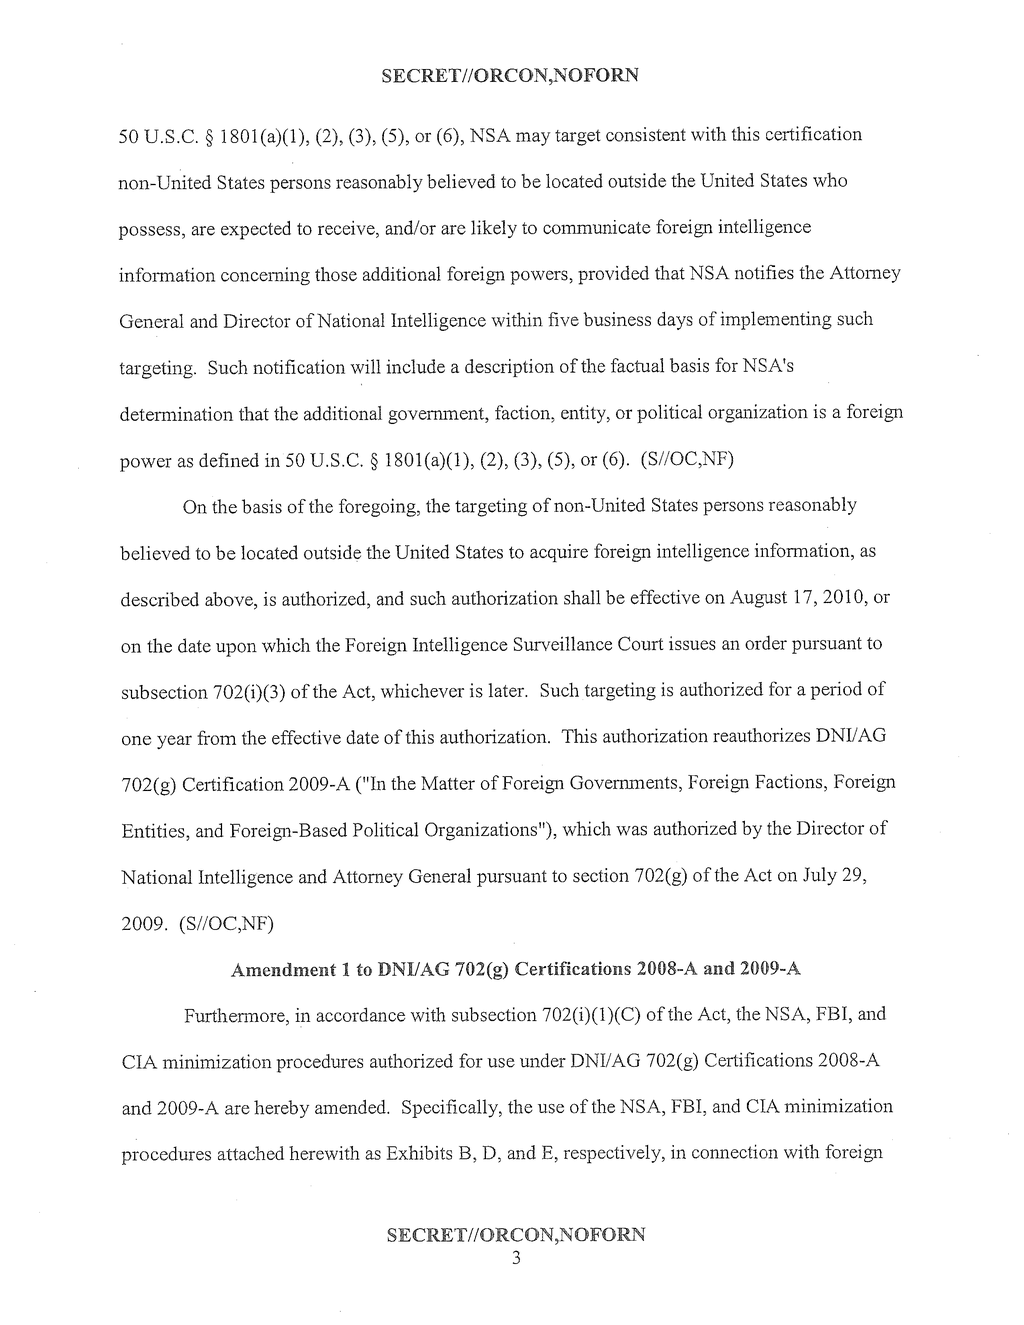 SECRET//ORCON,NOFORN
50 U.S.C. § 1801(a)(1), (2), (3), (5), or (6), NSA may target consistent with this certification
non-United States persons reasonably believed to be located outside the United States who
possess, are expected to receive, and/or are likely to communicate foreign intelligence
information concerning those additional foreign powers, provided that NSA notifies the Attorney
General and Director of National Intelligence within five business days of implementing such
targeting. Such notification will include a description of the factual basis for NSA's
determination that the additional government, faction, entity, or political organization is a foreign
power as defined in 50 U.S.C. § 1801(a)(1), (2), (3), (5), or (6). (S//OC,NF)
On the basis of the foregoing, the targeting of non-United States persons reasonably
believed to be located outside the United States to acquire foreign intelligence information, as
described above, is authorized, and such authorization shall be effective on August 17, 2010, or
on the date upon which the Foreign Intelligence Surveillance Court issues an order pursuant to
subsection 702(i)(3) of the Act, whichever is later. Such targeting is authorized for a period of
one year from the effective date of this authorization. This authorization reauthorizes DNI/AG
702(g) Certification 2009-A ("In the Matter of Foreign Governments, Foreign Factions, Foreign
Entities, and Foreign-Based Political Organizations"), which was authorized by the Director of
National Intelligence and Attorney General pursuant to section 702(g) of the Act on July 29,
2009. (S//OC,NF)
Amendment 1 to DNI/AG 702(g) Certifications 2008-A and 2009-A
Furthermore, in accordance with subsection 702(i)(1)(C) of the Act, the NSA, FBI, and
CIA minimization procedures authorized for use under DNI/AG 702(g) Certifications 2008-A
and 2009-A are hereby amended. Specifically, the use of the NSA, FBI, and CIA minimization
procedures attached herewith as Exhibits B, D, and E, respectively, in connection with foreign
SECRET//ORCON,NOFORN
3